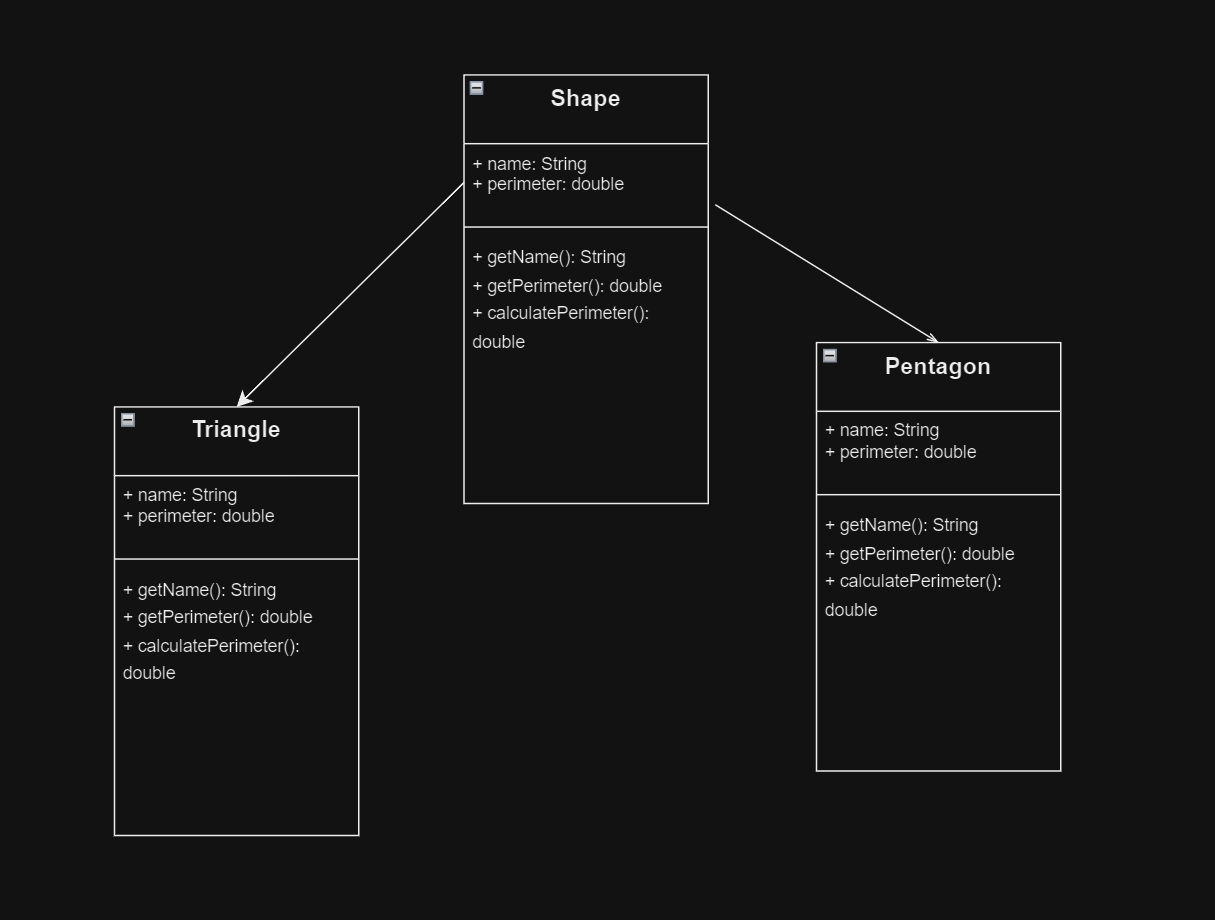 Shape
+ name: String
+ perimeter: double
+ getName(): String
+ getPerimeter(): double
+ calculatePerimeter():
double
Triangle
+ name: String
+ perimeter: double
+ getName(): String
+ getPerimeter(): double
+ calculatePerimeter():
double
Pentagon
+ name: String
+ perimeter: double
+ getName(): String
+ getPerimeter(): double
+ calculatePerimeter():
double